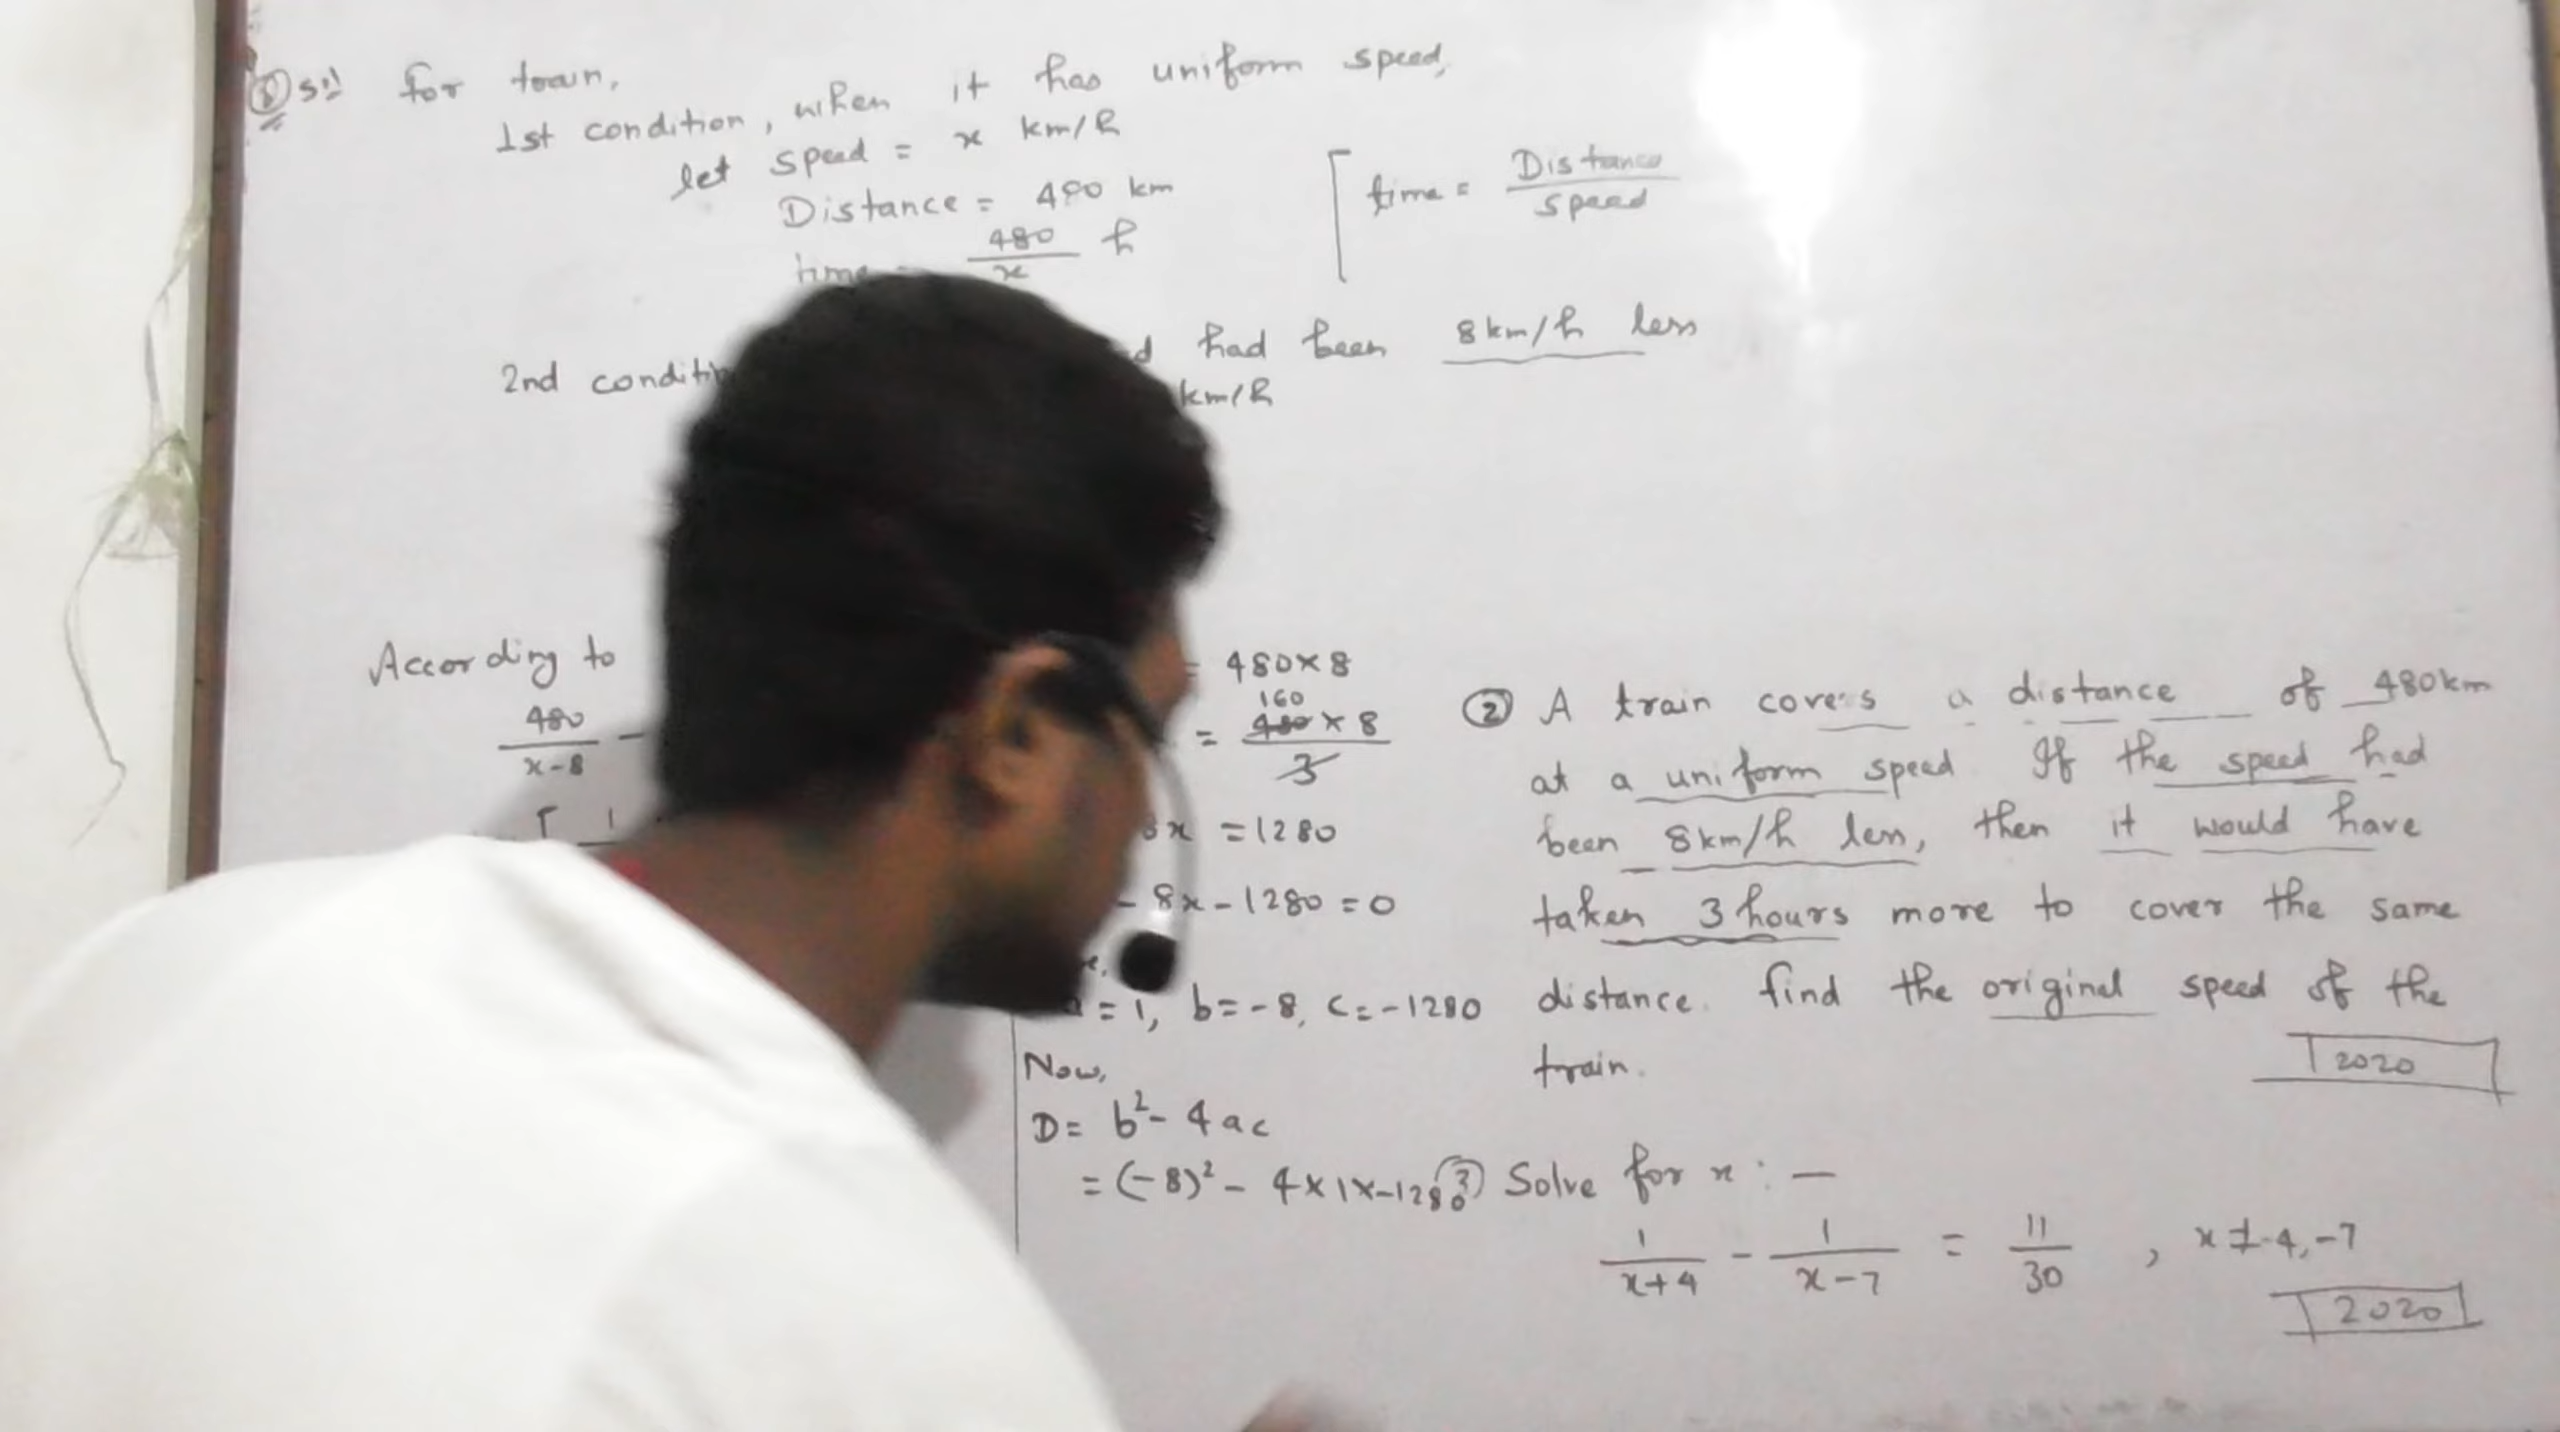 sol for train,
1st condition, when it has uniform speed,
let speed = x km/h
Distance = 480 km
time = 480/x h
[ time = Distance/speed
2nd condition had been 8km/h less
km/h
According to
480/x-8 -
[ 1
= 480×8
= 480×8/3 160
x = 1280
- 8x - 1280 = 0
a = 1, b = -8, c = -1280
Now,
D = b² - 4ac
= (-8)² - 4×1×-1280
② A train covers a distance of 480km
at a uniform speed. If the speed had
been 8km/h less, then it would have
taken 3 hours more to cover the same
distance. find the original speed of the
train.
2020
③ Solve for x : —
1/x+4 - 1/x-7 = 11/30 , x ≠ -4, -7
2020